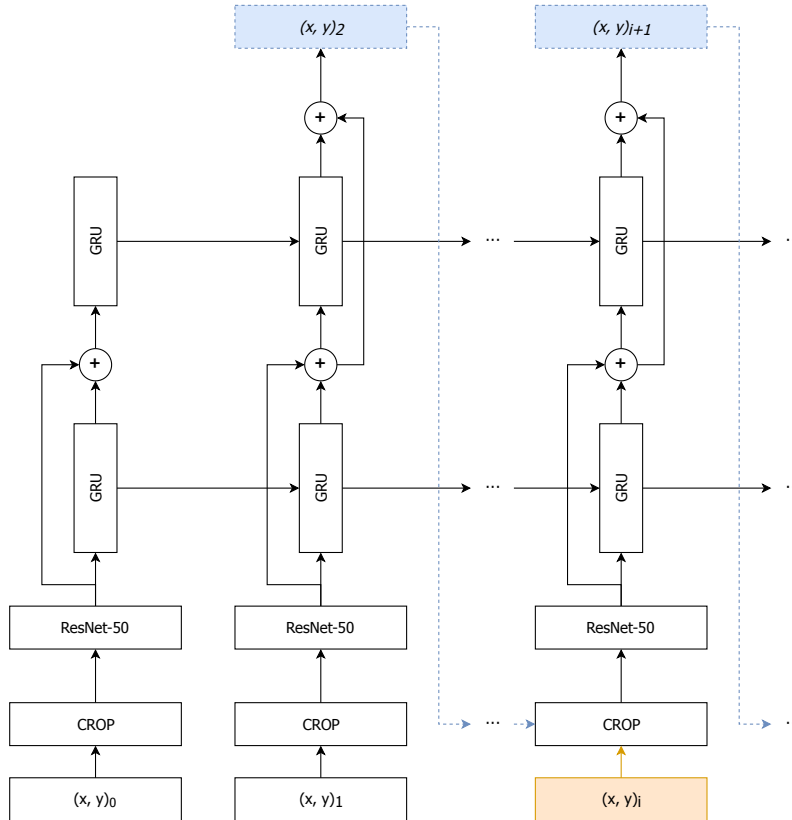 (x, y)2
(x, y)i+1
+
+
GRU
GRU
GRU
...
...
+
+
+
GRU
GRU
GRU
...
...
ResNet-50
ResNet-50
ResNet-50
CROP
CROP
...
CROP
...
(x, y)0
(x, y)1
(x, y)i